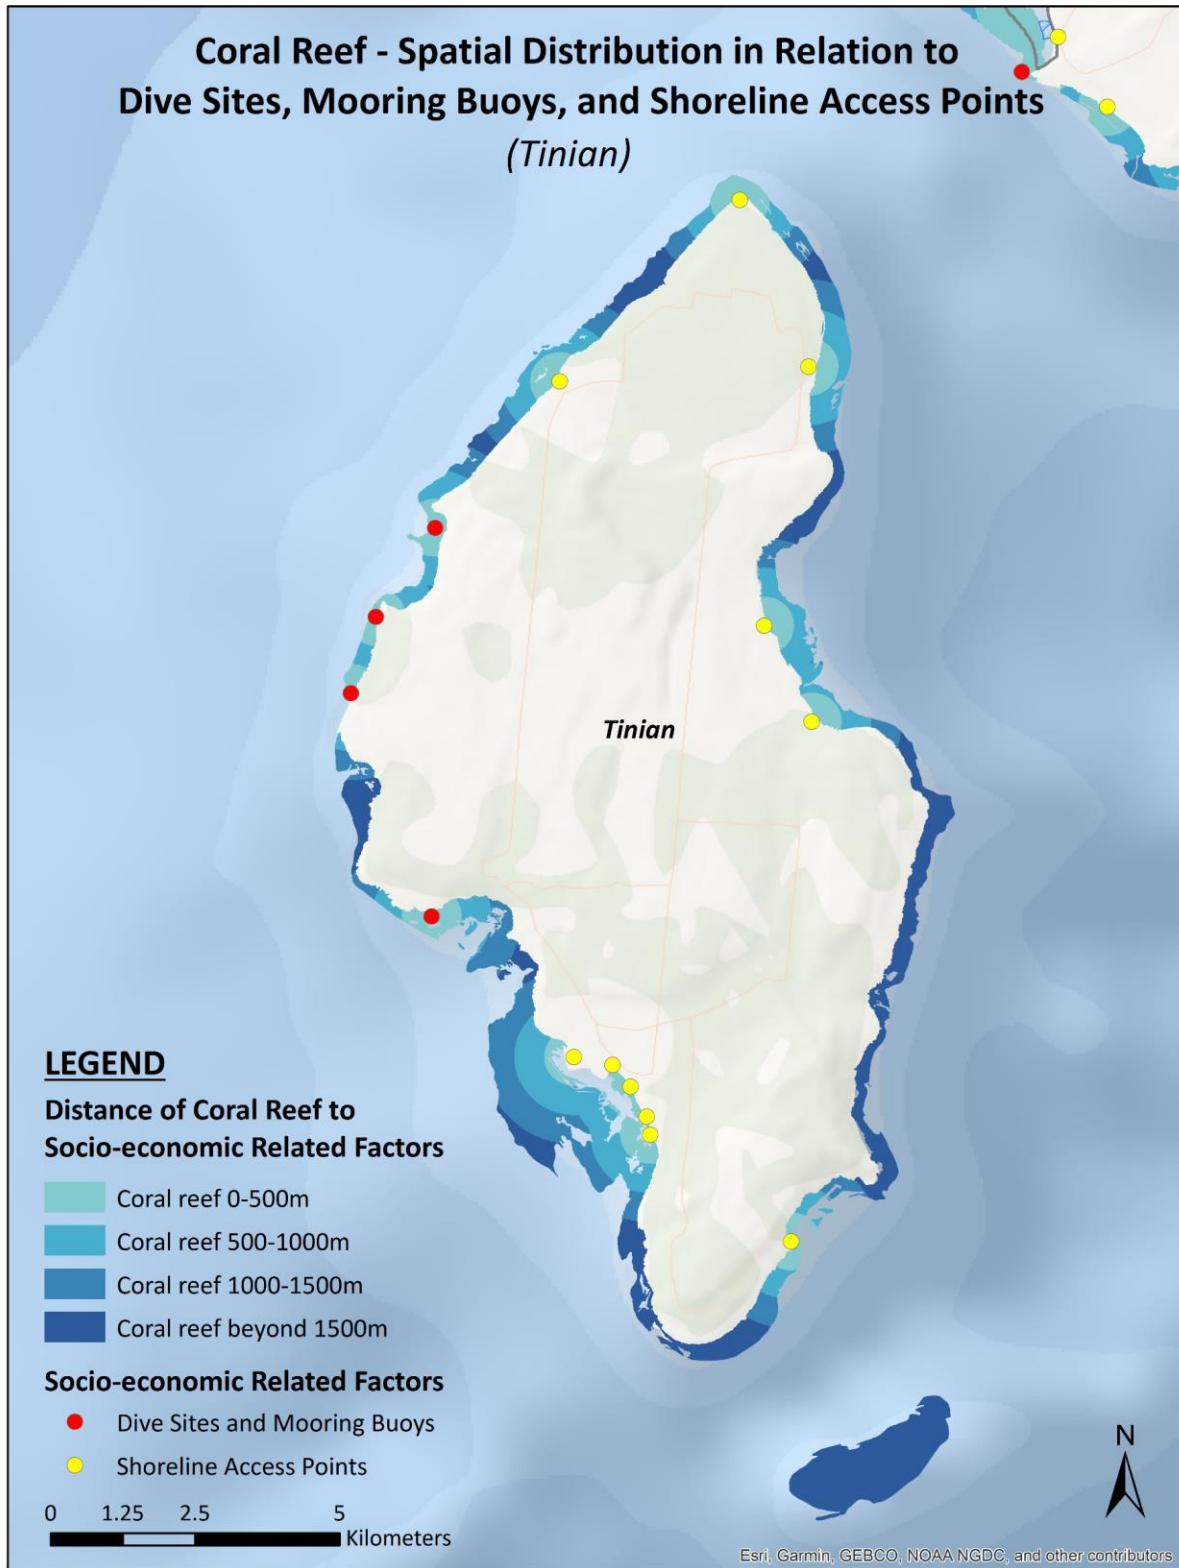 Coral Reef - Spatial Distribution in Relation to
Dive Sites, Mooring Buoys, and Shoreline Access Points
(Tinian)
Tinian
LEGEND
Distance of Coral Reef to
Socio-economic Related Factors
Coral reef 0-500m
Coral reef 500-1000m
Coral reef 1000-1500m
Coral reef beyond 1500m
Socio-economic Related Factors
Dive Sites and Mooring Buoys
Shoreline Access Points
0 1.25 2.5 5
Kilometers
N
Esri, Garmin, GEBCO, NOAA NGDC, and other contributors